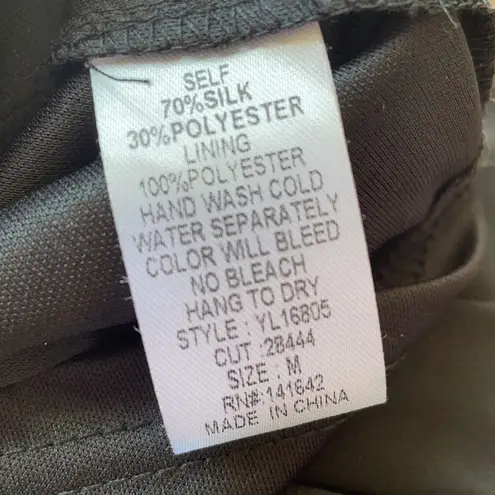 SELF
70%SILK
30%POLYESTER
LINING
100%POLYESTER
HAND WASH COLD
WATER SEPARATELY
COLOR WILL BLEED
NO BLEACH
HANG TO DRY
STYLE : YL16805
CUT :28444
SIZE : M
RN#:141642
MADE IN CHINA